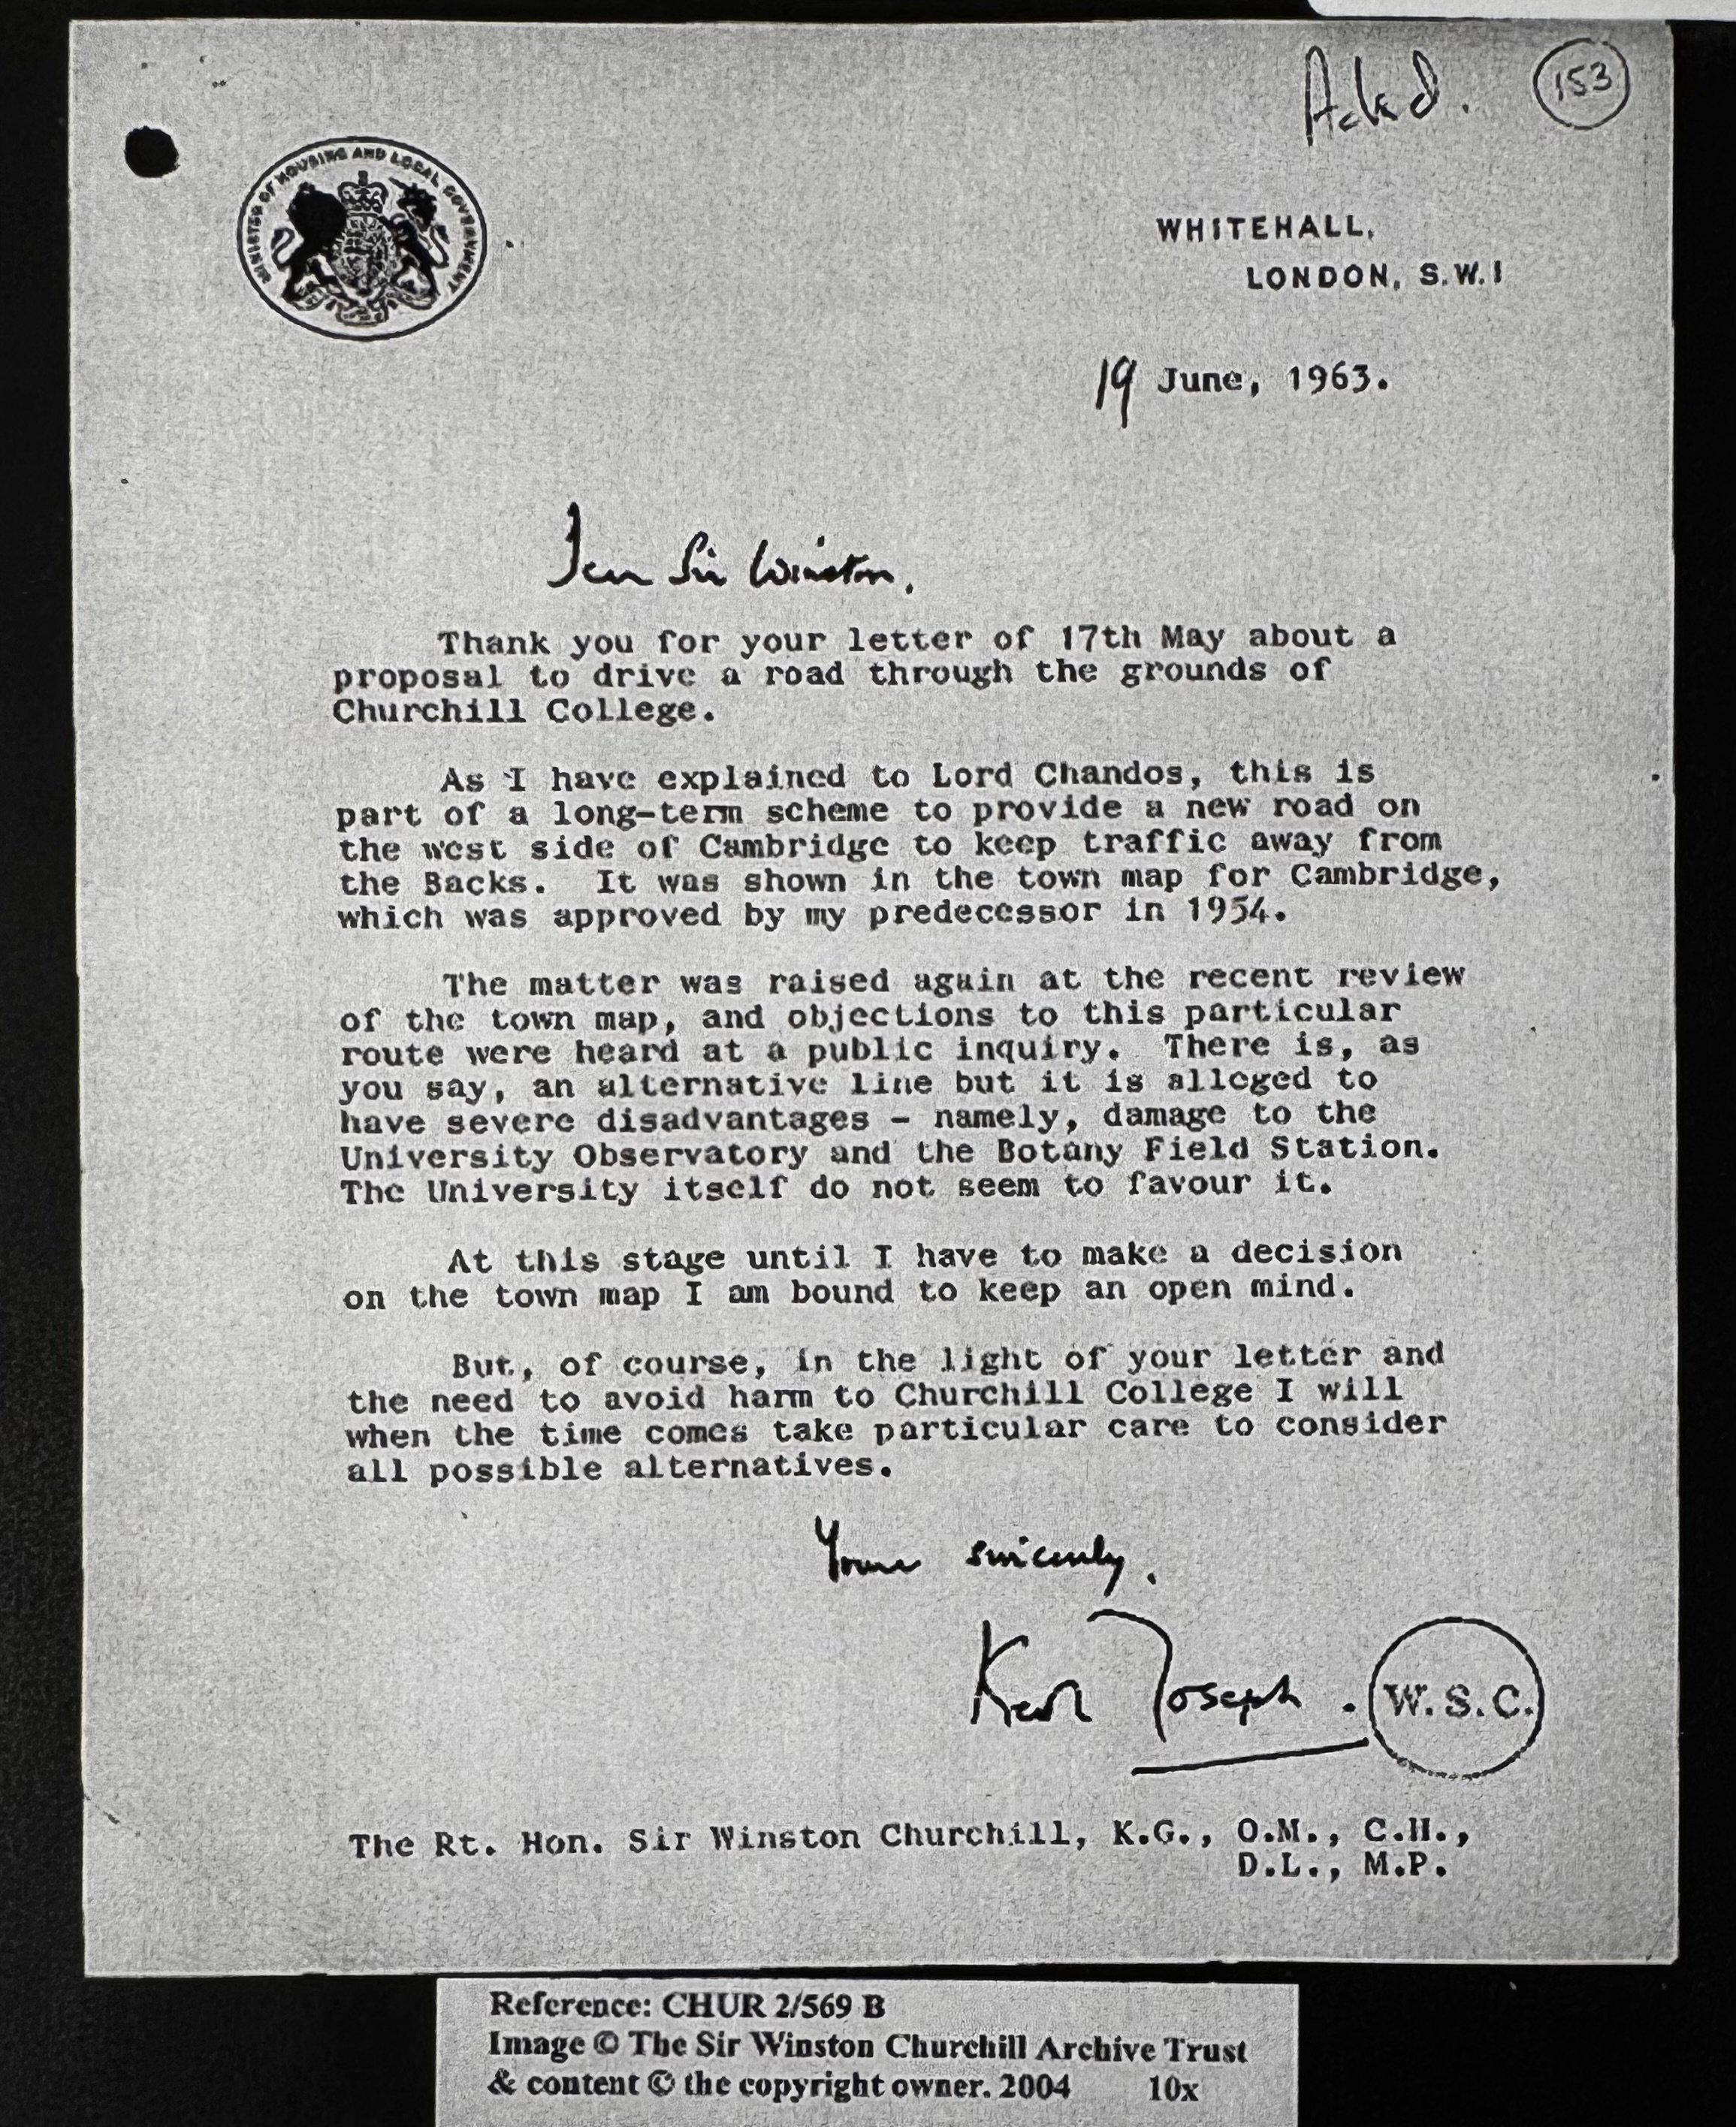 Ackd.
153
MINISTER OF HOUSING AND LOCAL GOVERNMENT
WHITEHALL,
LONDON, S.W.1
19 June, 1963.
Dear Sir Winston,
Thank you for your letter of 17th May about a
proposal to drive a road through the grounds of
Churchill College.
As I have explained to Lord Chandos, this is
part of a long-term scheme to provide a new road on
the west side of Cambridge to keep traffic away from
the Backs. It was shown in the town map for Cambridge,
which was approved by my predecessor in 1954.
The matter was raised again at the recent review
of the town map, and objections to this particular
route were heard at a public inquiry. There is, as
you say, an alternative line but it is alleged to
have severe disadvantages - namely, damage to the
University Observatory and the Botany Field Station.
The University itself do not seem to favour it.
At this stage until I have to make a decision
on the town map I am bound to keep an open mind.
But, of course, in the light of your letter and
the need to avoid harm to Churchill College I will
when the time comes take particular care to consider
all possible alternatives.
Yours sincerely,
Keith Joseph.
W.S.C.
The Rt. Hon. Sir Winston Churchill, K.G., O.M., C.H.,
D.L., M.P.
Reference: CHUR 2/569 B
Image © The Sir Winston Churchill Archive Trust
& content © the copyright owner. 2004 10x